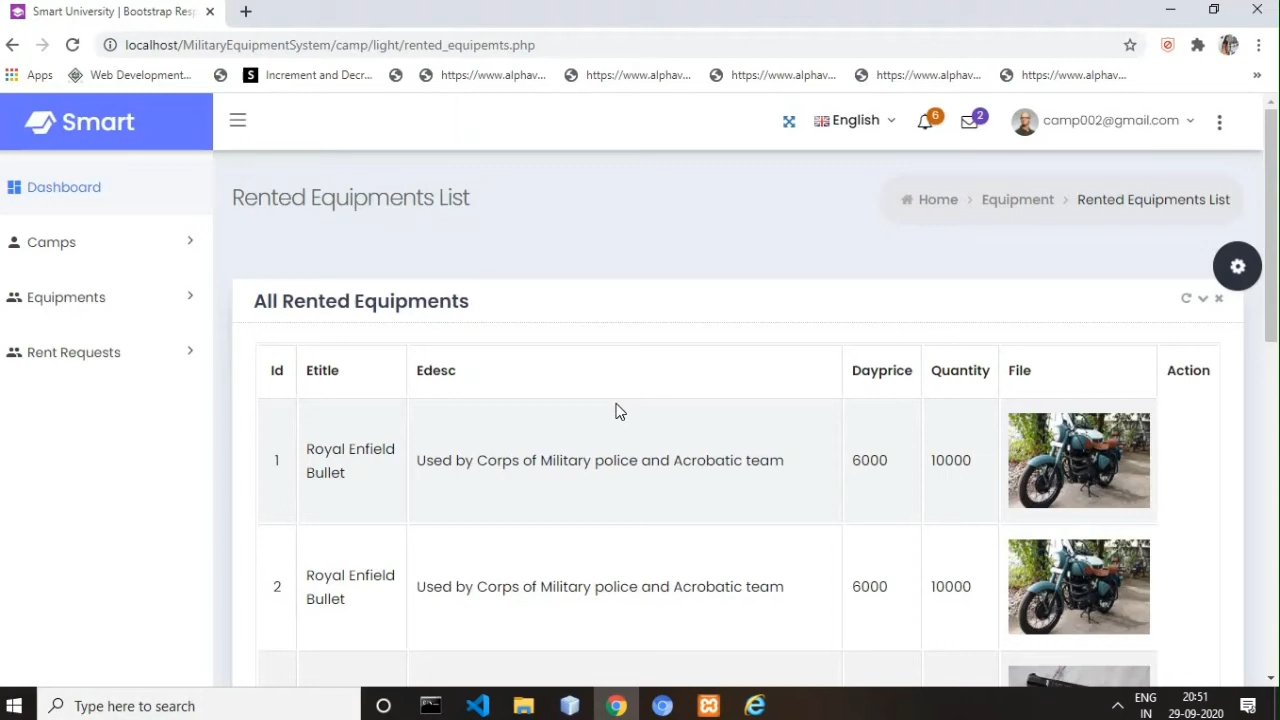 Smart University | Bootstrap Resp
localhost/MilitaryEquipmentSystem/camp/light/rented_equipemts.php
Apps Web Development... S Increment and Decr... https://www.alphav... https://www.alphav... https://www.alphav... https://www.alphav... https://www.alphav... »
Smart
English 6 2 camp002@gmail.com
Dashboard
Camps
Equipments
Rent Requests
Rented Equipments List
Home > Equipment > Rented Equipments List
All Rented Equipments
Id Etitle Edesc Dayprice Quantity File Action
1 Royal Enfield Bullet Used by Corps of Military police and Acrobatic team 6000 10000
2 Royal Enfield Bullet Used by Corps of Military police and Acrobatic team 6000 10000
Type here to search
ENG
IN
20:51
29-09-2020